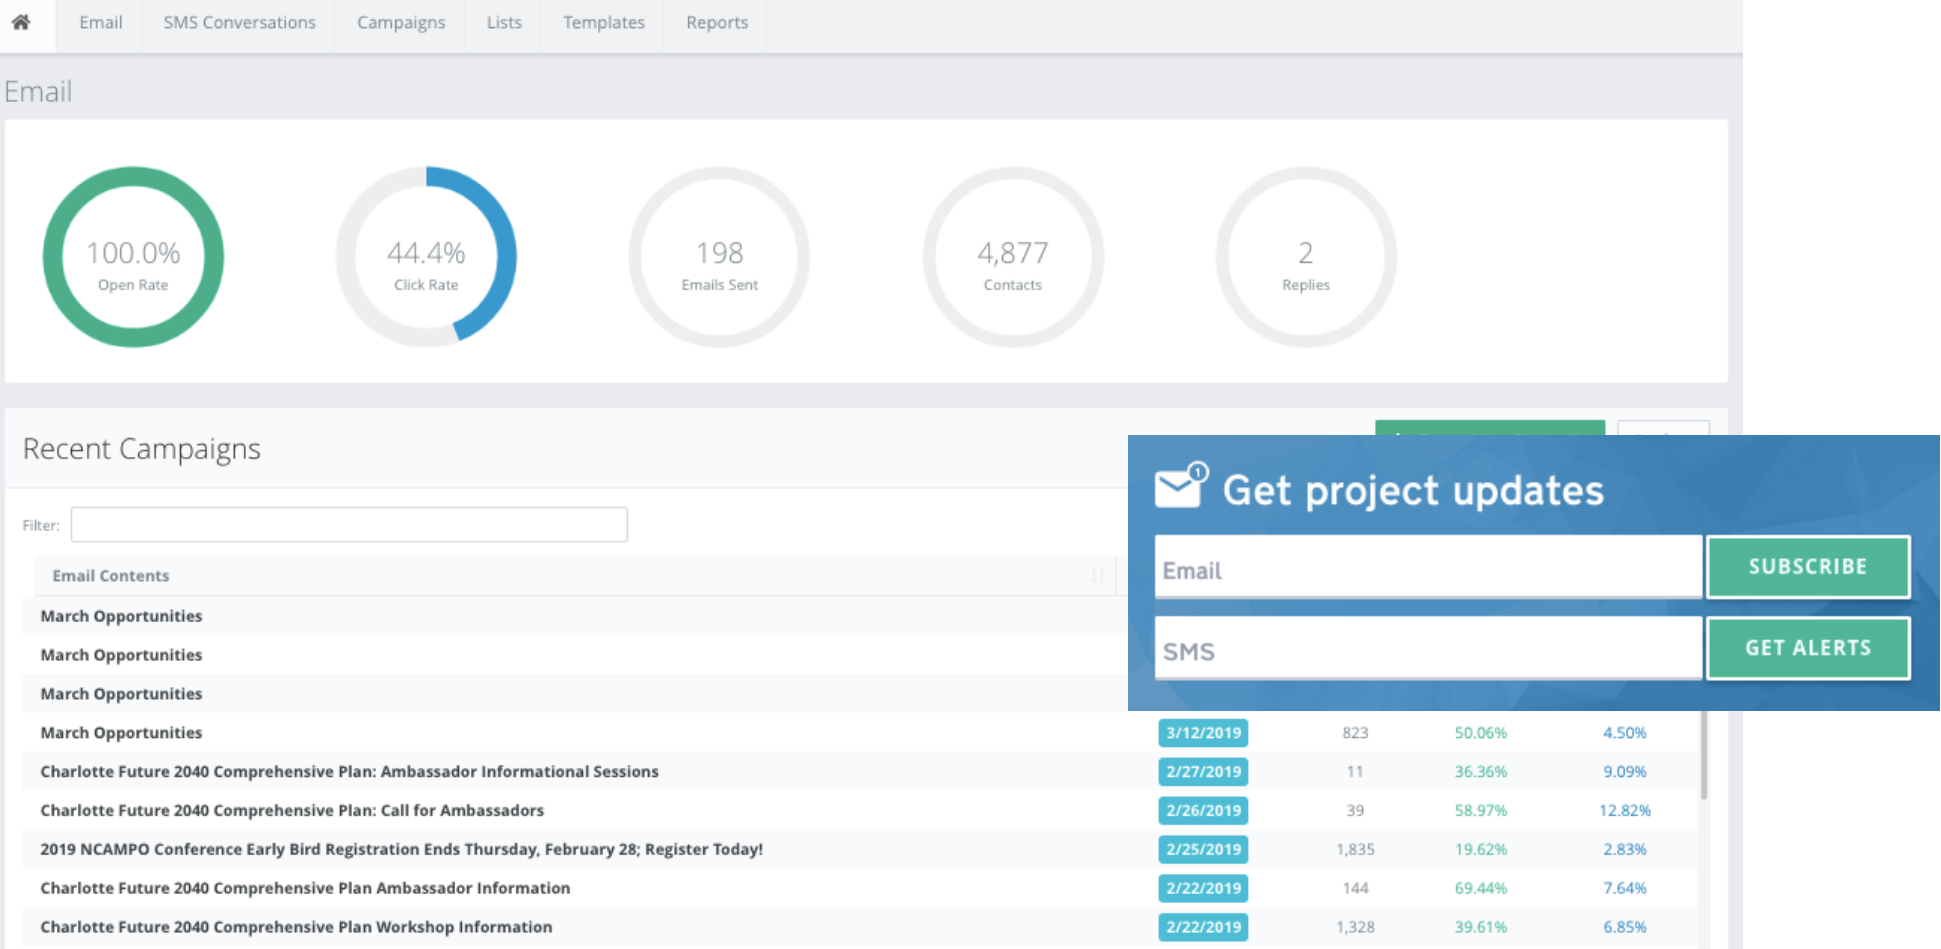 Email SMS Conversations Campaigns Lists Templates Reports
Email
100.0% 44.4% 198 4,877 2
Open Rate Click Rate Emails Sent Contacts Replies
Recent Campaigns
Filter:
Email Contents
March Opportunities
March Opportunities
March Opportunities
1
Get project updates
Email SUBSCRIBE
SMS GET ALERTS
March Opportunities 3/12/2019 823 50.06% 4.50%
Charlotte Future 2040 Comprehensive Plan: Ambassador Informational Sessions 2/27/2019 11 36.36% 9.09%
Charlotte Future 2040 Comprehensive Plan: Call for Ambassadors 2/26/2019 39 58.97% 12.82%
2019 NCAMPO Conference Early Bird Registration Ends Thursday, February 28; Register Today! 2/25/2019 1,835 19.62% 2.83%
Charlotte Future 2040 Comprehensive Plan Ambassador Information 2/22/2019 144 69.44% 7.64%
Charlotte Future 2040 Comprehensive Plan Workshop Information 2/22/2019 1,328 39.61% 6.85%